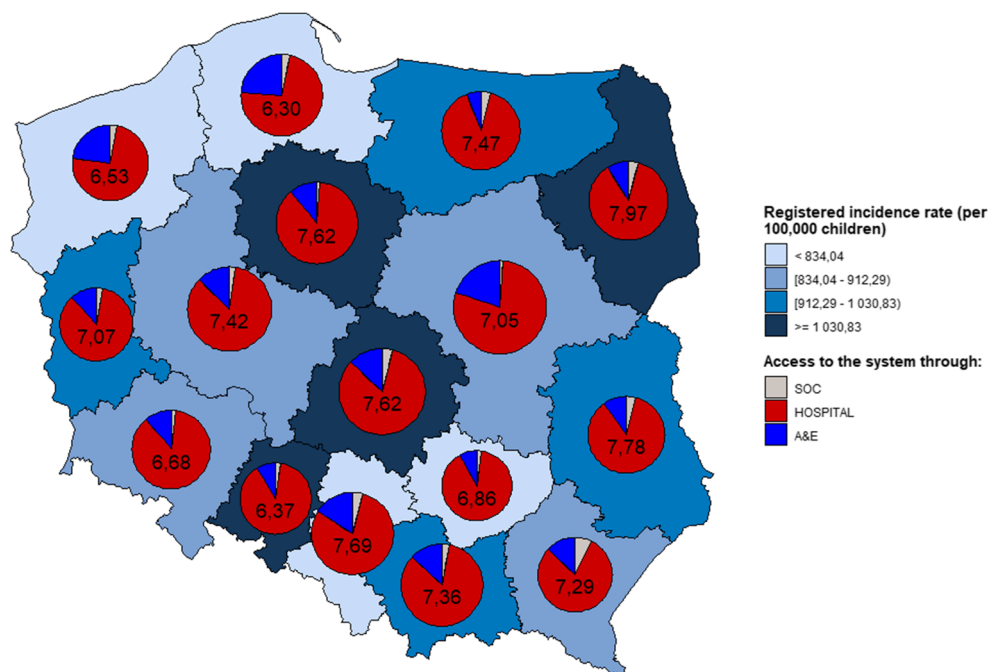 6,30
6,53
7,47
7,97
7,62
7,42
7,05
7,07
7,62
7,78
6,68
6,86
6,37
7,69
7,29
7,36
Registered incidence rate (per
100,000 children)
< 834,04
[834,04 - 912,29)
[912,29 - 1 030,83)
>= 1 030,83
Access to the system through:
SOC
HOSPITAL
A&E